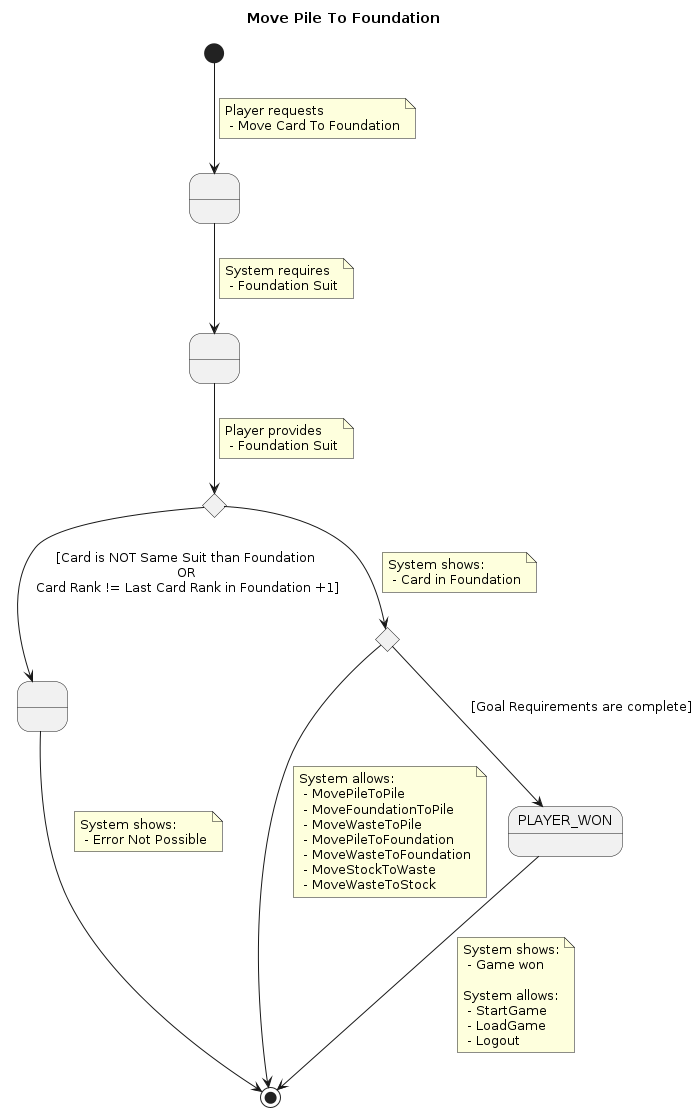 Move Pile To Foundation
Player requests
- Move Card To Foundation
System requires
- Foundation Suit
Player provides
- Foundation Suit
[Card is NOT Same Suit than Foundation
OR
Card Rank != Last Card Rank in Foundation +1]
System shows:
- Card in Foundation
[Goal Requirements are complete]
System allows:
- MovePileToPile
- MoveFoundationToPile
- MoveWasteToPile
- MovePileToFoundation
- MoveWasteToFoundation
- MoveStockToWaste
- MoveWasteToStock
PLAYER_WON
System shows:
- Error Not Possible
System shows:
- Game won
System allows:
- StartGame
- LoadGame
- Logout